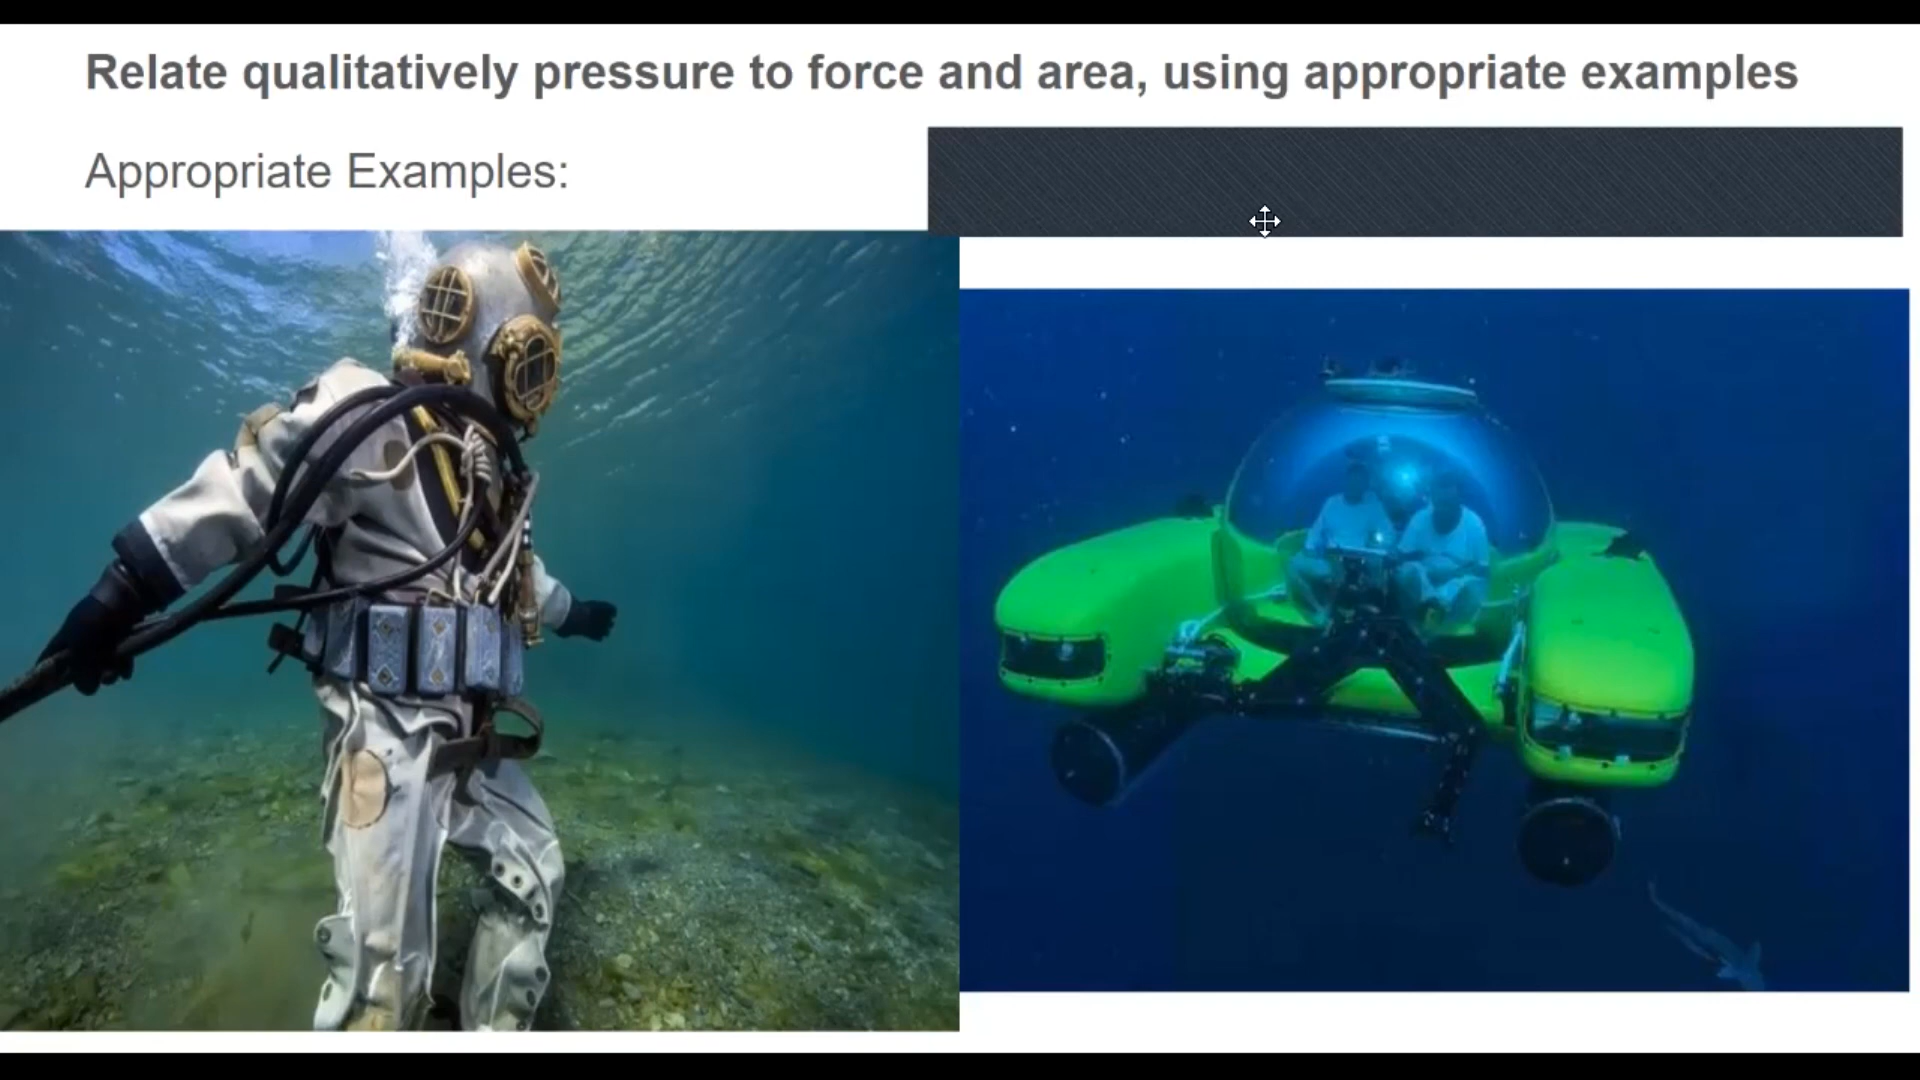 Relate qualitatively pressure to force and area, using appropriate examples
Appropriate Examples: